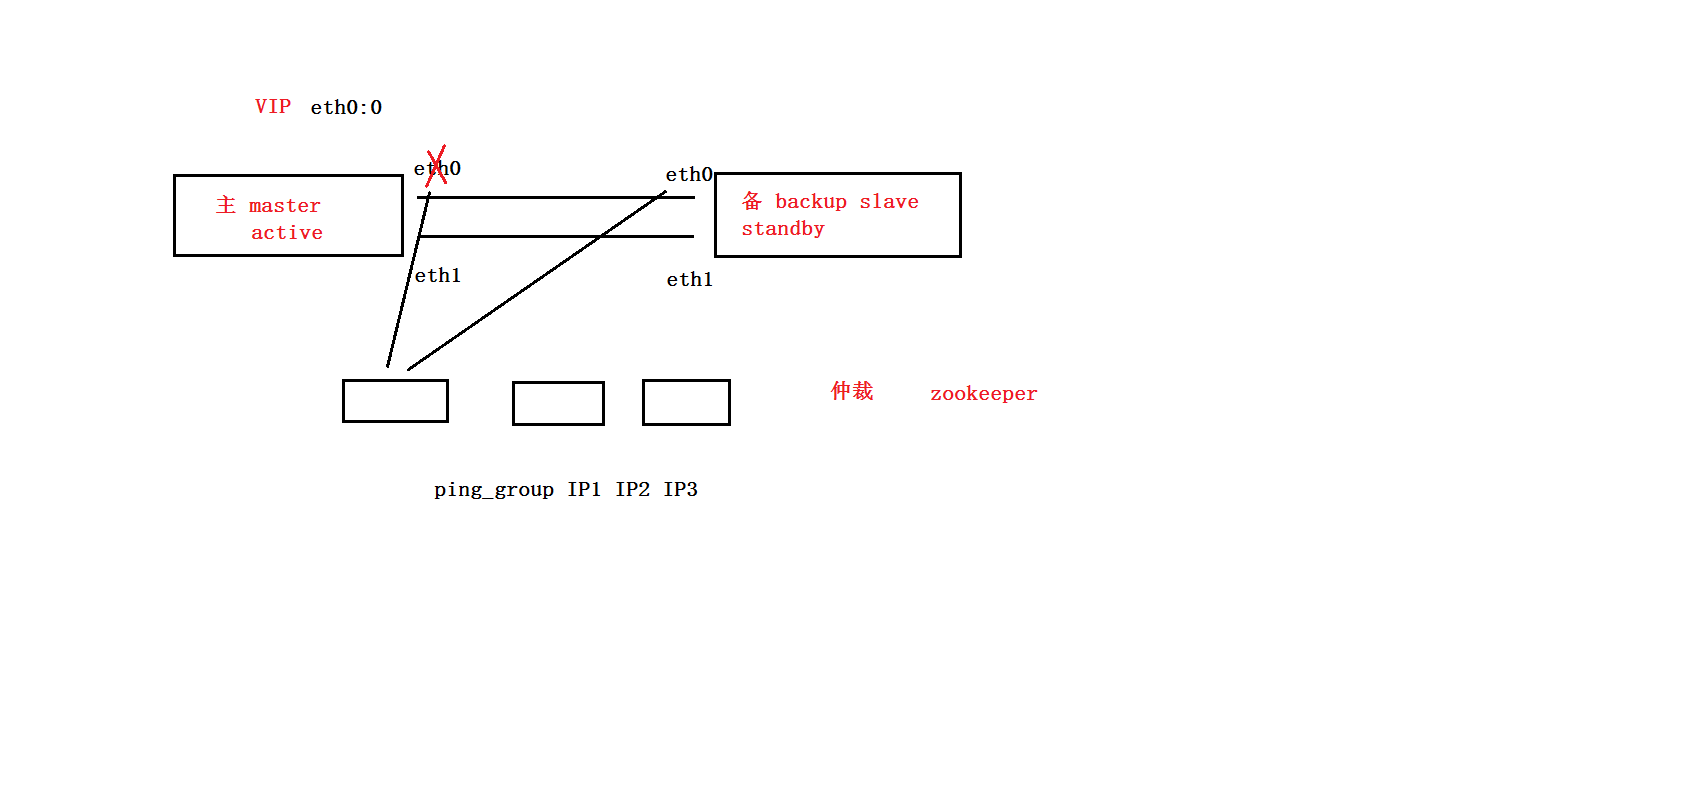 VIP eth0:0
eth0
eth0
主 master
active
备 backup slave
standby
eth1
eth1
仲裁 zookeeper
ping_group IP1 IP2 IP3